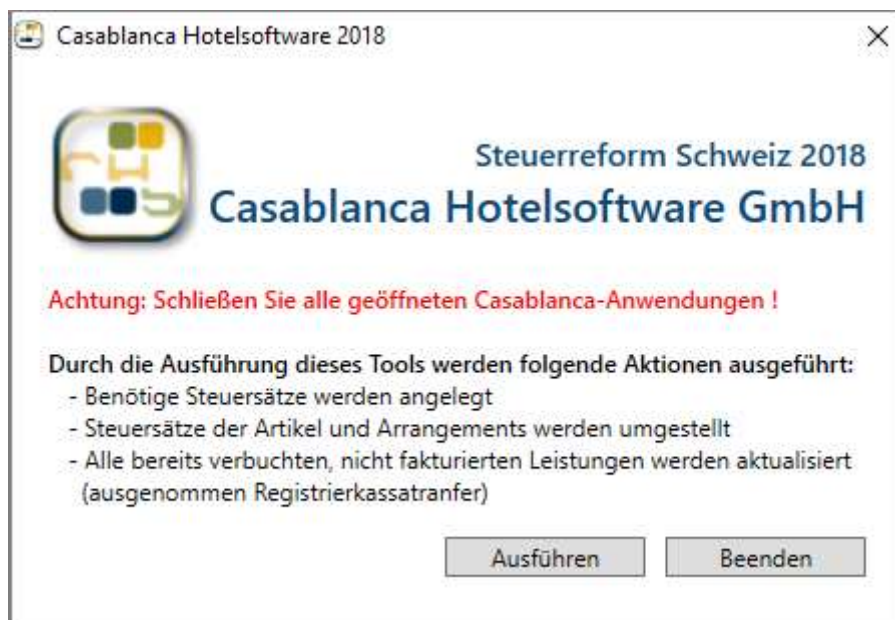 Casablanca Hotelsoftware 2018
Steuerreform Schweiz 2018
Casablanca Hotelsoftware GmbH
Achtung: Schließen Sie alle geöffneten Casablanca-Anwendungen !
Durch die Ausführung dieses Tools werden folgende Aktionen ausgeführt:
- Benötige Steuersätze werden angelegt
- Steuersätze der Artikel und Arrangements werden umgestellt
- Alle bereits verbuchten, nicht fakturierten Leistungen werden aktualisiert
(ausgenommen Registrierkassatranfer)
Ausführen
Beenden